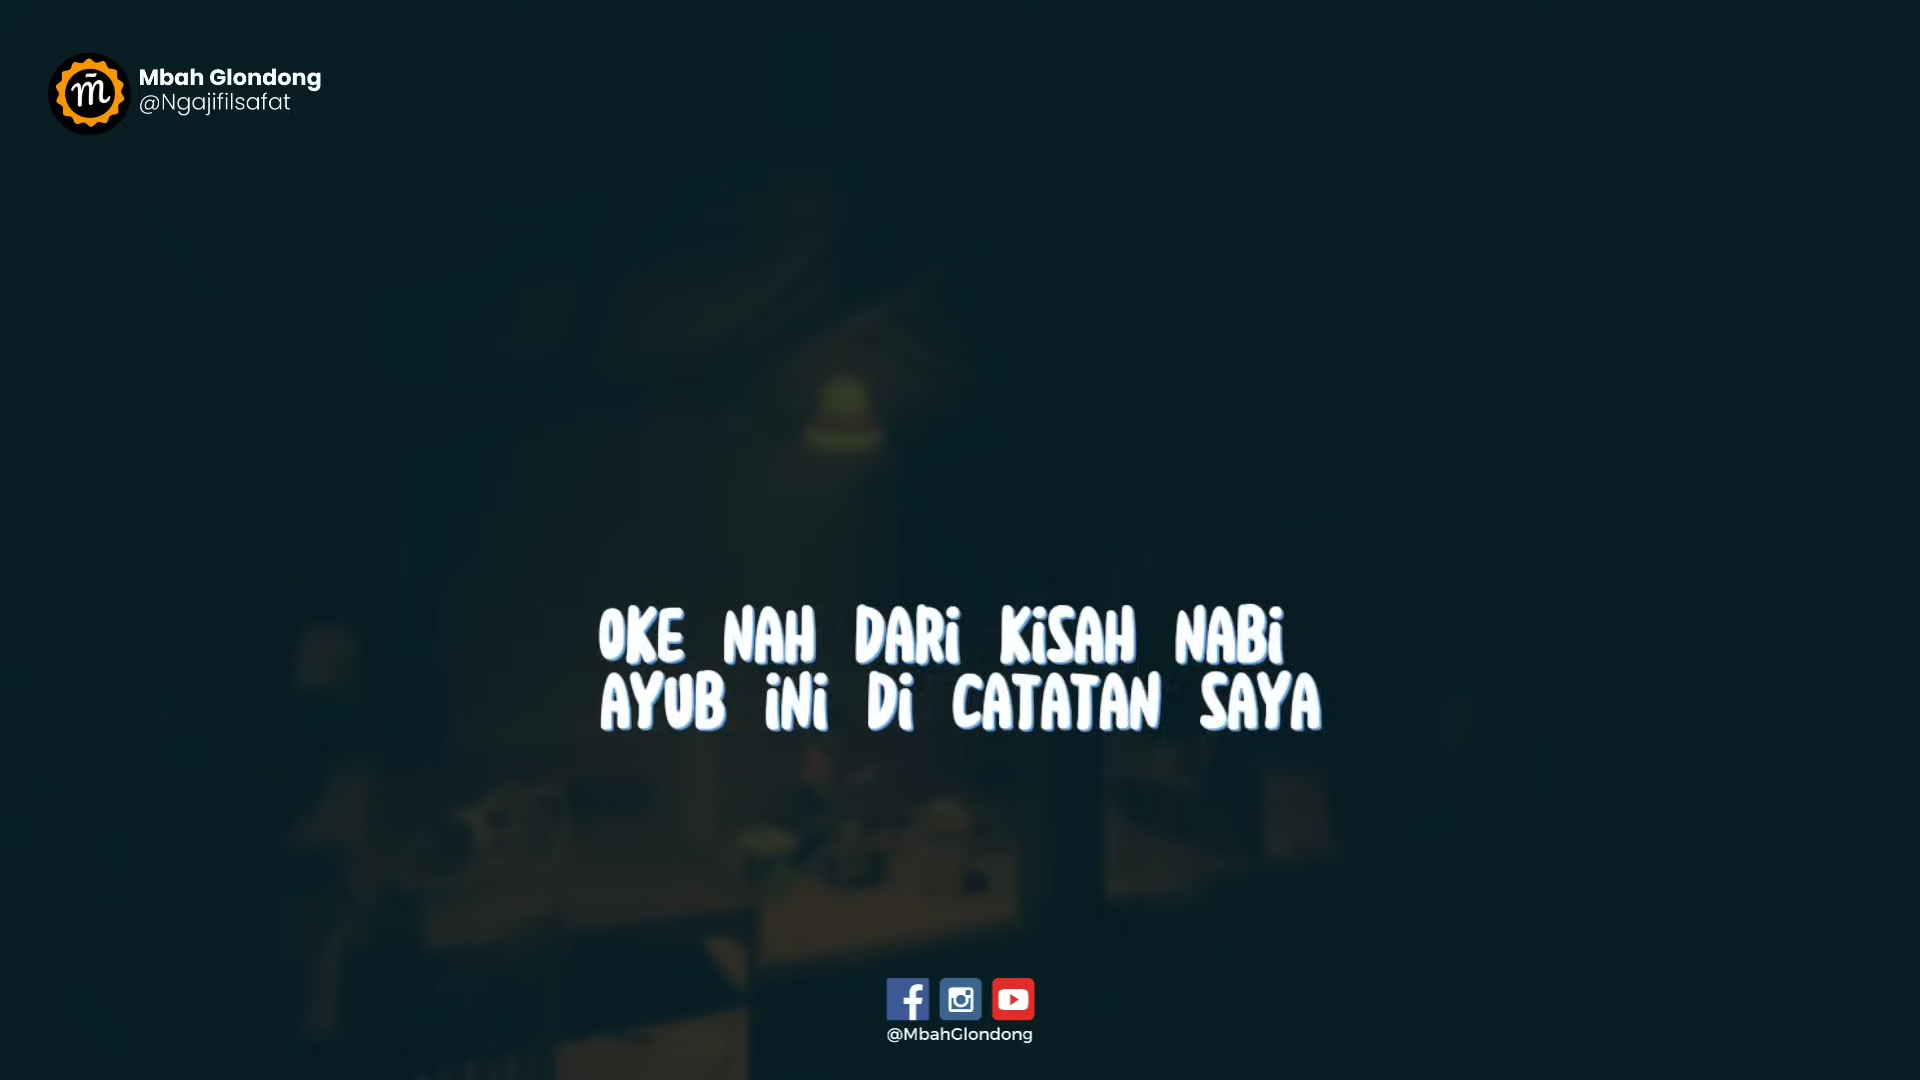 Mbah Glondong
@Ngajifilsafat
OKE NAH DARi KiSAH NABi
AYUB iNi Di CATATAN SAYA
@MbahGlondong